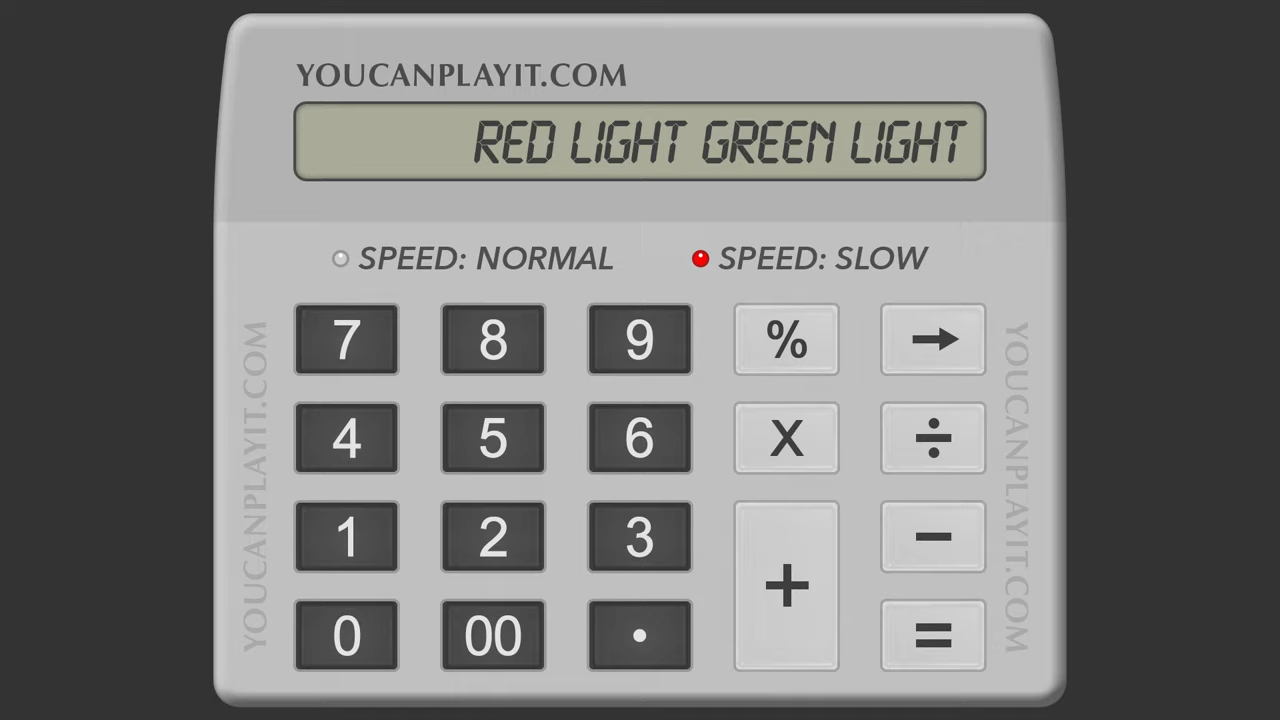 YOUCANPLAYIT.COM
RED LIGHT GREEN LIGHT
SPEED: NORMAL SPEED: SLOW
7 8 9 % →
4 5 6 X ÷
1 2 3 + −
0 00 • =
YOUCANPLAYIT.COM
YOUCANPLAYIT.COM